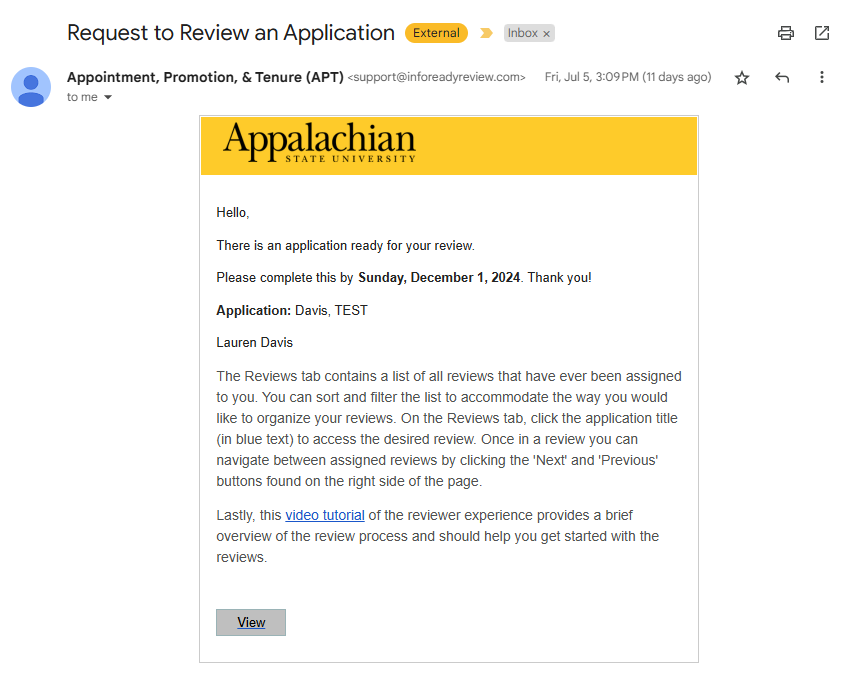 Request to Review an Application External Inbox ×
Appointment, Promotion, & Tenure (APT) <support@inforeadyreview.com> Fri, Jul 5, 3:09 PM (11 days ago)
to me
Appalachian
STATE UNIVERSITY
Hello,
There is an application ready for your review.
Please complete this by Sunday, December 1, 2024. Thank you!
Application: Davis, TEST
Lauren Davis
The Reviews tab contains a list of all reviews that have ever been assigned
to you. You can sort and filter the list to accommodate the way you would
like to organize your reviews. On the Reviews tab, click the application title
(in blue text) to access the desired review. Once in a review you can
navigate between assigned reviews by clicking the 'Next' and 'Previous'
buttons found on the right side of the page.
Lastly, this video tutorial of the reviewer experience provides a brief
overview of the review process and should help you get started with the
reviews.
View